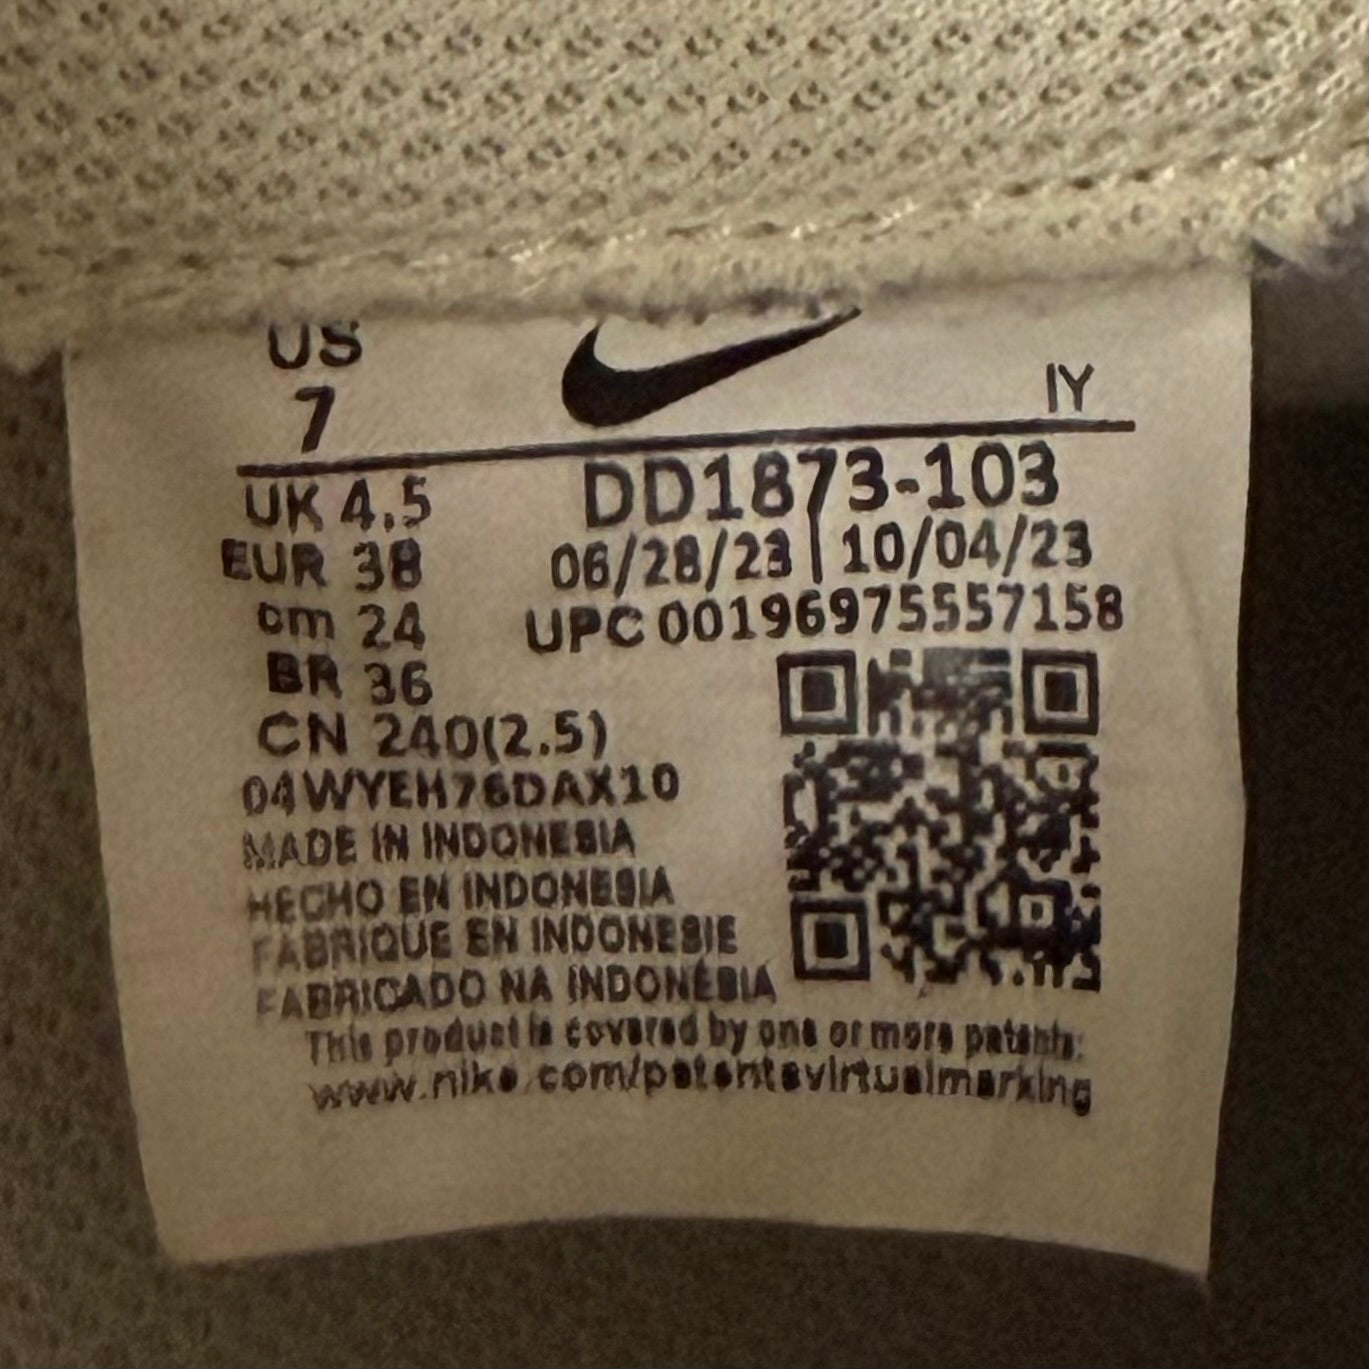 US
7
IY
UK 4.5
DD1873-103
EUR 38
06/28/23 | 10/04/23
cm 24
UPC 00196975557158
BR 36
CN 240(2.5)
04WYEH76DAX10
MADE IN INDONESIA
HECHO EN INDONESIA
FABRIQUE EN INDONESIE
FABRICADO NA INDONÉSIA
This product is covered by one or more patents:
www.nike.com/patentsvirtualmarking